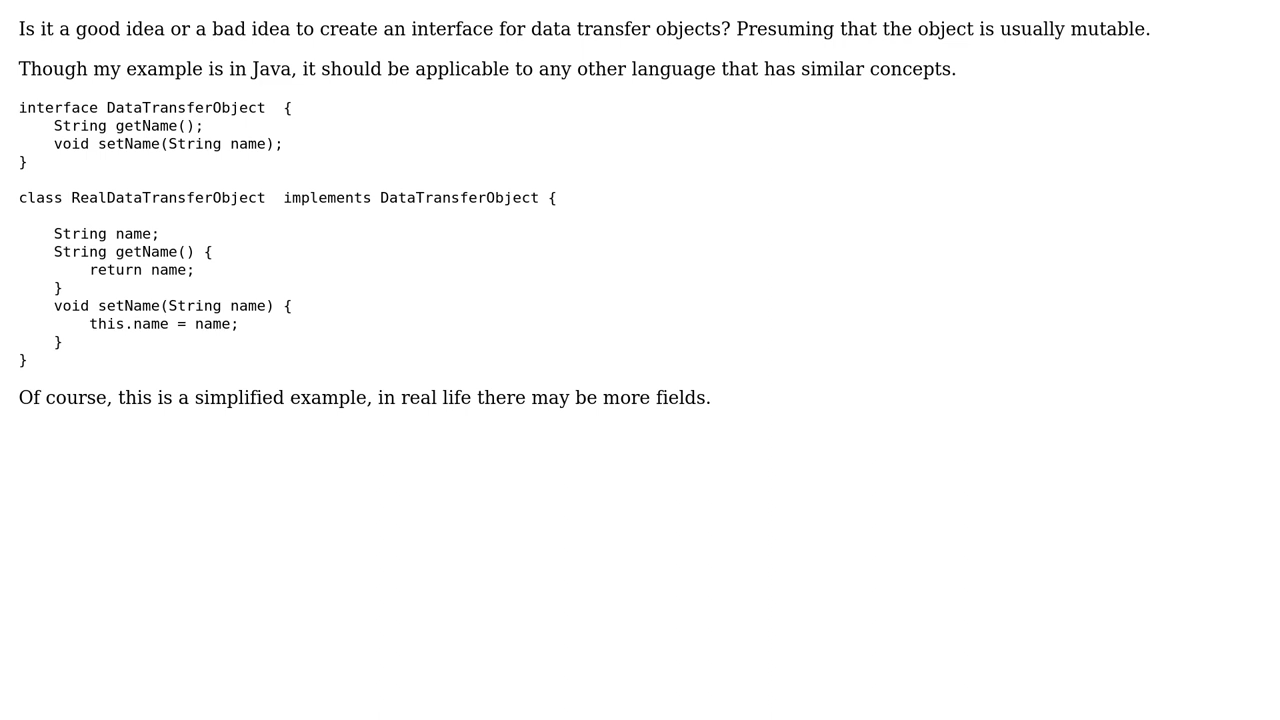 Is it a good idea or a bad idea to create an interface for data transfer objects? Presuming that the object is usually mutable.
Though my example is in Java, it should be applicable to any other language that has similar concepts.
interface DataTransferObject  {
    String getName();
    void setName(String name);
}
class RealDataTransferObject  implements DataTransferObject {
    String name;
    String getName() {
        return name;
    }
    void setName(String name) {
        this.name = name;
    }
}
Of course, this is a simplified example, in real life there may be more fields.